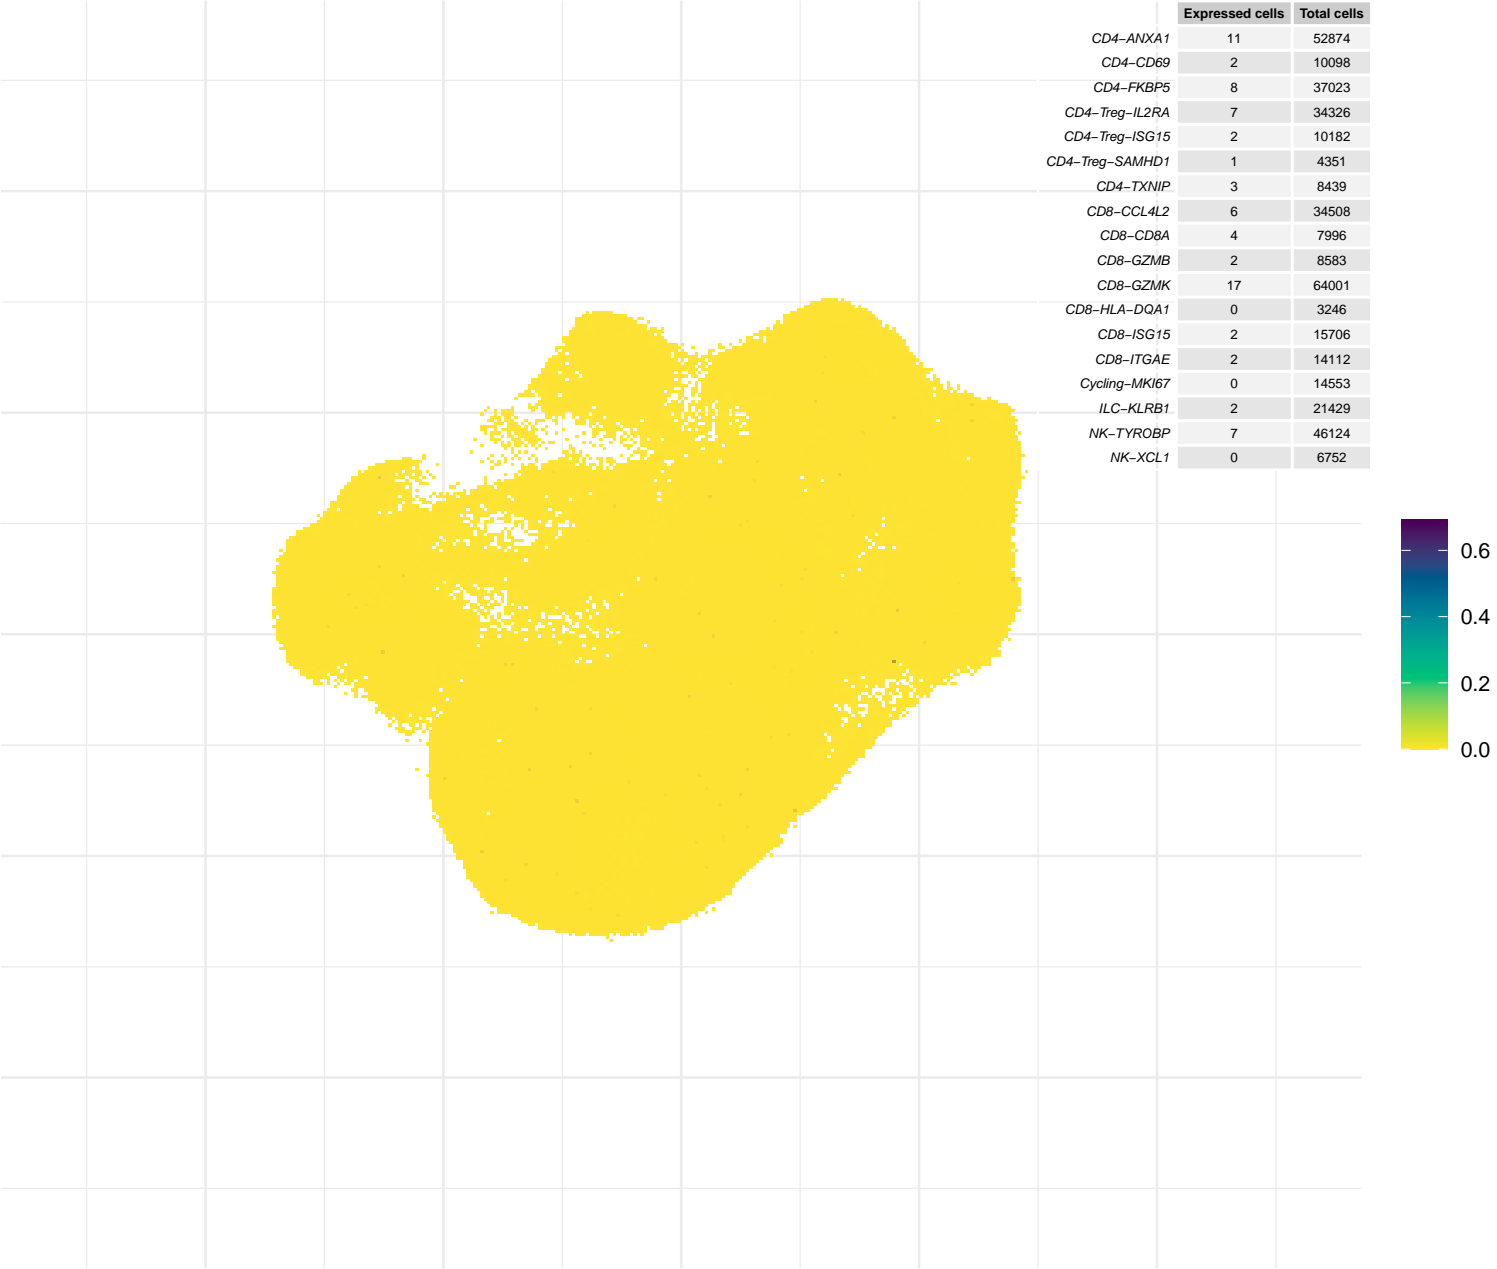 Expressed cells Total cells
CD4−ANXA1 11 52874
CD4−CD69 2 10098
CD4−FKBP5 8 37023
CD4−Treg−IL2RA 7 34326
CD4−Treg−ISG15 2 10182
CD4−Treg−SAMHD1 1 4351
CD4−TXNIP 3 8439
CD8−CCL4L2 6 34508
CD8−CD8A 4 7996
CD8−GZMB 2 8583
CD8−GZMK 17 64001
CD8−HLA−DQA1 0 3246
CD8−ISG15 2 15706
CD8−ITGAE 2 14112
Cycling−MKI67 0 14553
ILC−KLRB1 2 21429
NK−TYROBP 7 46124
NK−XCL1 0 6752
0.6
0.4
0.2
0.0